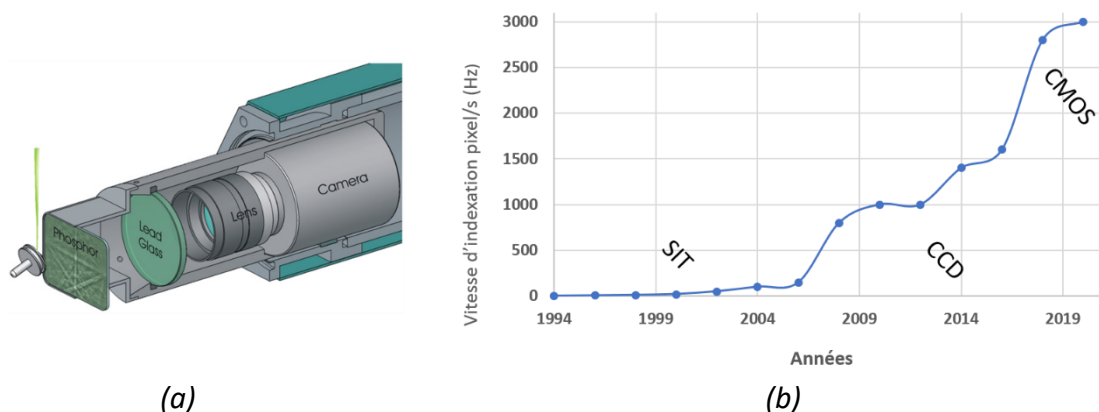 Phosphor
Lead
Glass
Lens
Camera
(a)
Vitesse d'indexation pixel/s (Hz)
3000
2500
2000
1500
1000
500
0
SIT
CCD
CMOS
1994
1999
2004
2009
2014
2019
Années
(b)